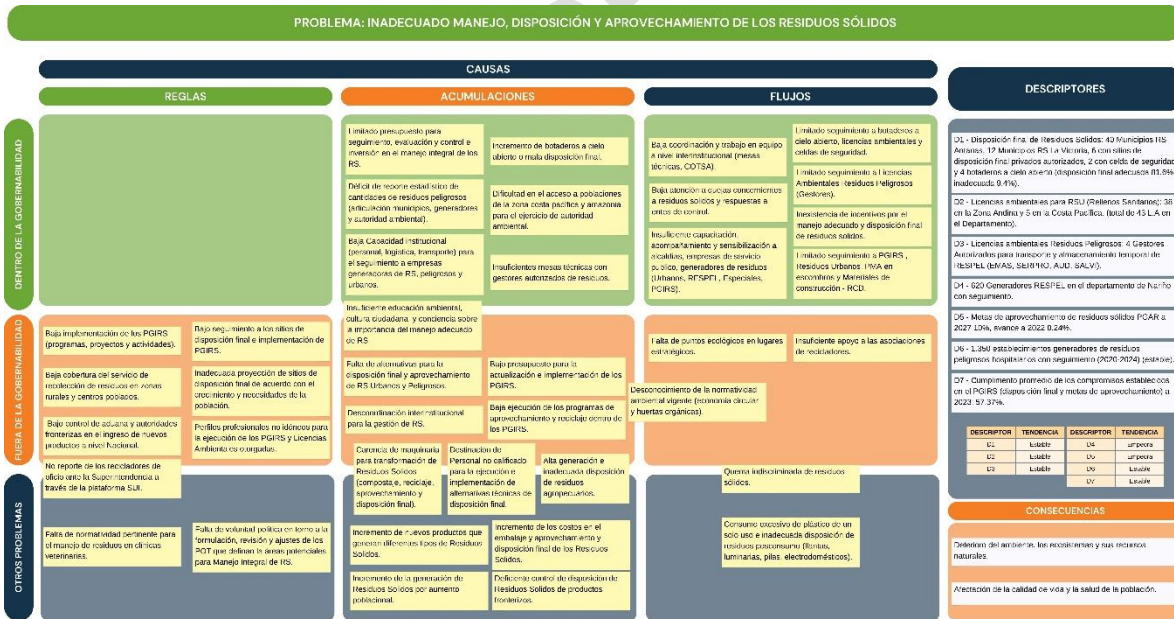 PROBLEMA: INADECUADO MANEJO, DISPOSICIÓN Y APROVECHAMIENTO DE LOS RESIDUOS SÓLIDOS
CAUSAS
REGLAS
ACUMULACIONES
FLUJOS
DESCRIPTORES
DENTRO DE LA GOBERNABILIDAD
Limitado presupuesto para
seguimiento, evaluación y control e
inversión en el manejo integral de los
RS.
Incremento de botaderos a cielo
abierto o mala disposición final.
Déficit de reporte estadístico de
cantidades de residuos peligrosos
(articulación municipios, generadores
y autoridad ambiental).
Dificultad en el acceso a poblaciones
de la zona costa pacífica y amazonia
para el ejercicio de autoridad
ambiental.
Baja Capacidad institucional
(personal, logística, transporte) para
el seguimiento a empresas
generadoras de RS, peligrosos y
urbanos.
Insuficientes mesas técnicas con
gestores autorizados de residuos.
Insuficiente educación ambiental,
cultura ciudadana y conciencia sobre
la importancia del manejo adecuado
de RS
Baja coordinación y trabajo en equipo
a nivel interinstitucional (mesas
técnicas, COTSA).
Limitado seguimiento a botaderos a
cielo abierto, licencias ambientales y
celdas de seguridad.
Baja atención a quejas concernientes
a residuos solidos y respuestas a
entes de control.
Limitado seguimiento a Licencias
Ambientales Residuos Peligrosos
(Gestores).
Insuficiente capacitación,
acompañamiento y sensibilización a
alcaldías, empresas de servicio
publico, generadores de residuos
(Urbanos, RESPEL, Especiales,
PGIRS).
Inexistencia de incentivos por el
manejo adecuado y disposición final
de residuos solidos.
Limitado seguimiento a PGIRS ,
Residuos Urbanos, PMA en
escombros y Materiales de
construcción - RCD.
FUERA DE LA GOBERNABILIDAD
Baja implementación de los PGIRS
(programas, proyectos y actividades).
Bajo seguimiento a los sitios de
disposición final e implementación de
PGIRS.
Baja cobertura del servicio de
recolección de residuos en zonas
rurales y centros poblados.
Inadecuada proyección de sitios de
disposición final de acuerdo con el
crecimiento y necesidades de la
población.
Bajo control de aduana y autoridades
fronterizas en el ingreso de nuevos
productos a nivel Nacional.
Perfiles profesionales no idóneos para
la ejecución de los PGIRS y Licencias
Ambientales otorgadas.
No reporte de los recicladores de
oficio ante la Superintendencia a
través de la plataforma SUI.
Falta de alternativas para la
disposición final y aprovechamiento
de RS Urbanos y Peligrosos.
Bajo presupuesto para la
actualización e implementación de los
PGIRS.
Descoordinación interinstitucional
para la gestión de RS.
Baja ejecución de los programas de
aprovechamiento y reciclaje dentro de
los PGIRS.
Carencia de maquinaria
para transformación de
Residuos Solidos
(compostaje, reciclaje,
aprovechamiento y
disposición final).
Destinación de
Personal no calificado
para la ejecución e
implementación de
alternativas técnicas de
disposición final.
Alta generación e
inadecuada disposición
de residuos
agropecuarios.
Falta de puntos ecológicos en lugares
estratégicos.
Insuficiente apoyo a las asociaciones
de recicladores.
Desconocimiento de la normatividad
ambiental vigente (economía circular
y huertas orgánicas).
Quema indiscriminada de residuos
sólidos.
OTROS PROBLEMAS
Falta de normatividad pertinente para
el manejo de residuos en clínicas
veterinarias.
Falta de voluntad política en torno a la
formulación, revisión y ajustes de los
POT que definan la áreas potenciales
para Manejo Integral de RS.
Incremento de nuevos productos que
generan diferentes tipos de Residuos
Solidos.
Incremento de los costos en el
embalaje y aprovechamiento y
disposición final de los Residuos
Sólidos.
Incremento de la generación de
Residuos Solidos por aumento
poblacional.
Deficiente control de disposición de
Residuos Solidos de productos
fronterizos.
Consumo excesivo de plástico de un
solo uso e inadecuada disposición de
residuos posconsumo (llantas,
luminarias, pilas, electrodomésticos).
D1 - Disposición final de Residuos Sólidos: 40 Municipios RS
Antanas, 12 Municipios RS La Victoria, 6 con sitios de
disposición final privados autorizados, 2 con celda de seguridad
y 4 botaderos a cielo abierto (disposición final adecuada
inadecuada 9.4%).
D2 - Licencias ambientales para RSU (Rellenos Sanitarios): 38
en la Zona Andina y 5 en la Costa Pacífica, (total de 43 L.A en
el Departamento).
D3 - Licencias ambientales Residuos Peligrosos: 4 Gestores
Autorizados para transporte y almacenamiento temporal de
RESPEL (EMAS, SERPRO, AUD, SALVI).
D4 - 620 Generadores RESPEL en el departamento de Nariño
con seguimiento.
D5 - Metas de aprovechamiento de residuos sólidos PGAR a
2027 10%, avance a 2022 0.24%.
D6 - 1.350 establecimientos generadores de residuos
peligrosos hospitalarios con seguimiento (2020-2024) (estable).
D7 - Cumplimiento promedio de los compromisos establecidos
en el PGIRS (disposición final y metas de aprovechamiento) a
2023: 57.37%.
DESCRIPTOR TENDENCIA DESCRIPTOR TENDENCIA
D1 Estable D4 Empeora
D2 Estable D5 Empeora
D3 Estable D6 Estable
D7 Estable
CONSECUENCIAS
Deterioro del ambiente, los ecosistemas y sus recursos
naturales.
Afectación de la calidad de vida y la salud de la población.